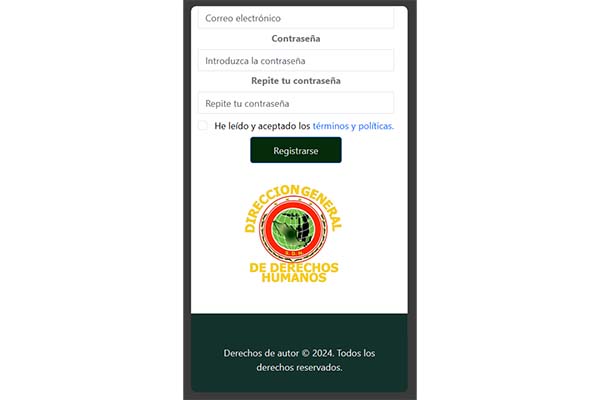 Correo electrónico
Contraseña
Introduzca la contraseña
Repite tu contraseña
Repite tu contraseña
He leído y aceptado los términos y políticas.
Registrarse
DIRECCION GENERAL
DE DERECHOS
HUMANOS
Derechos de autor © 2024. Todos los
derechos reservados.